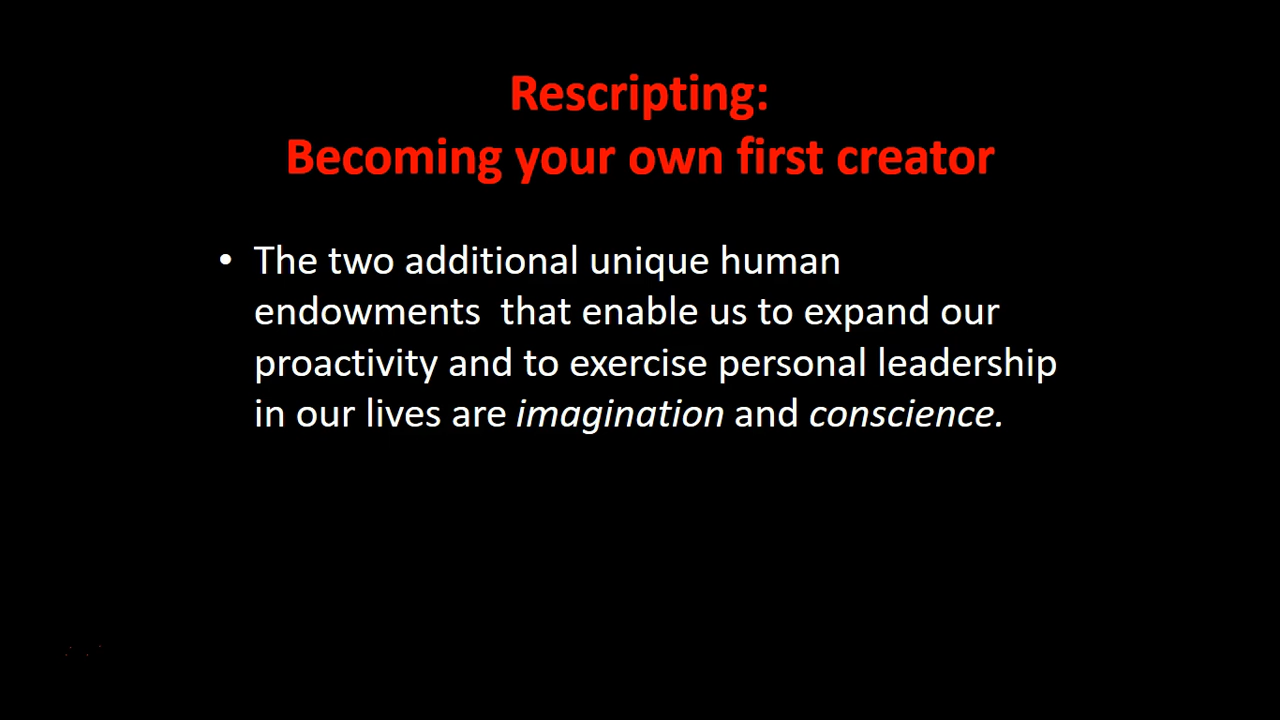 Rescripting:
Becoming your own first creator
• The two additional unique human
endowments  that enable us to expand our
proactivity and to exercise personal leadership
in our lives are imagination and conscience.